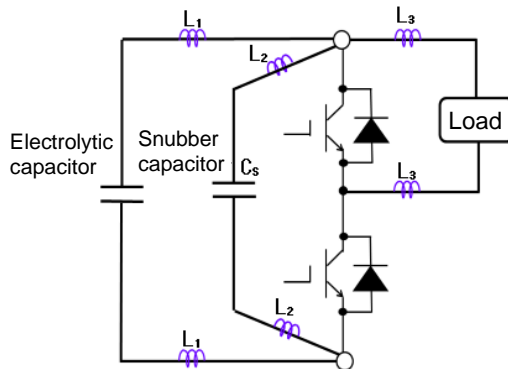 L₁
L₂
L₃
Electrolytic
capacitor
Snubber
capacitor
Cₛ
Load
L₃
L₂
L₁